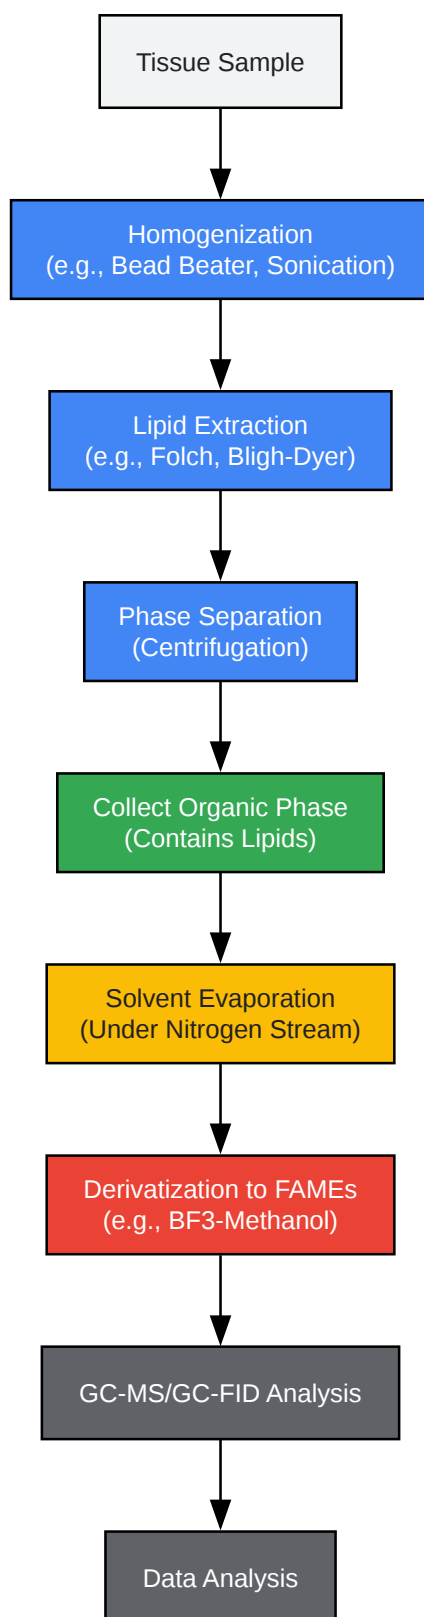 Tissue Sample
Homogenization
(e.g., Bead Beater, Sonication)
Lipid Extraction
(e.g., Folch, Bligh-Dyer)
Phase Separation
(Centrifugation)
Collect Organic Phase
(Contains Lipids)
Solvent Evaporation
(Under Nitrogen Stream)
Derivatization to FAMEs
(e.g., BF3-Methanol)
GC-MS/GC-FID Analysis
Data Analysis